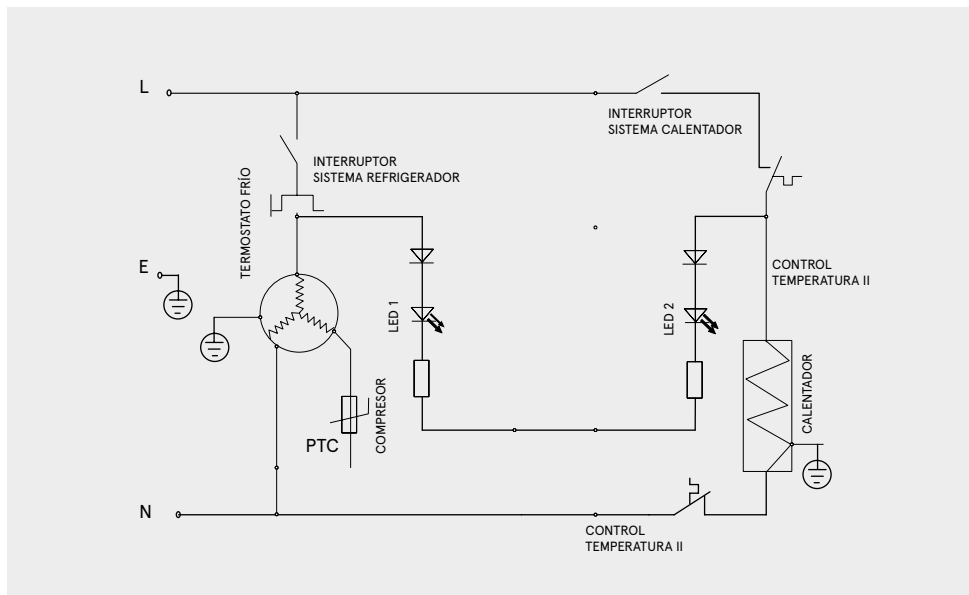 L
INTERRUPTOR
SISTEMA CALENTADOR
INTERRUPTOR
SISTEMA REFRIGERADOR
TERMOSTATO FRÍO
E
CONTROL
TEMPERATURA II
LED 1
LED 2
CALENTADOR
COMPRESOR
PTC
N
CONTROL
TEMPERATURA II